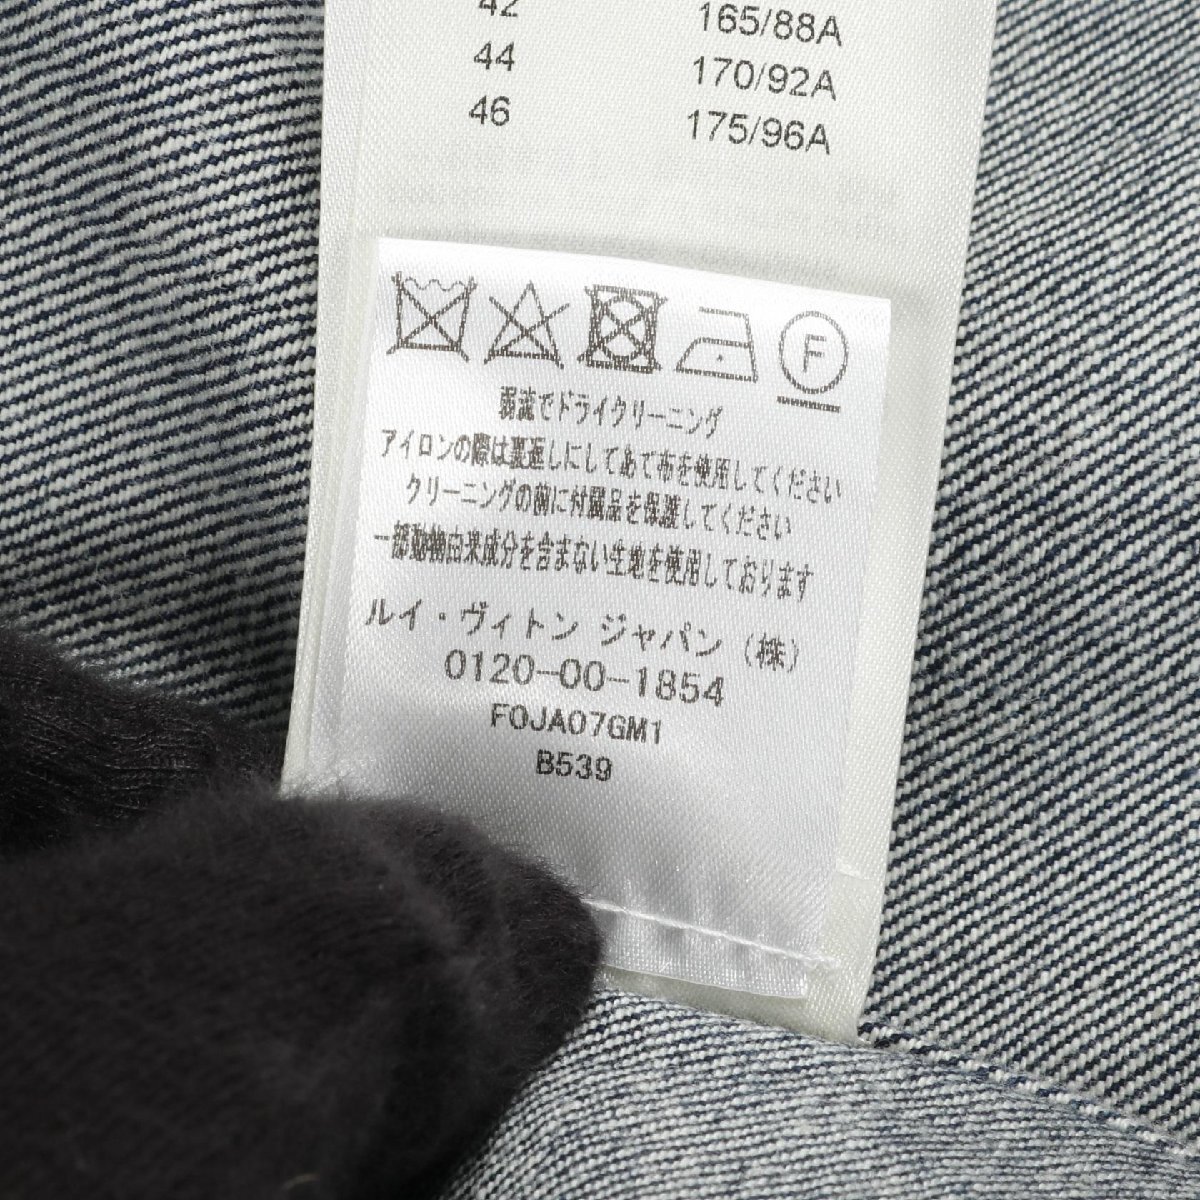 42 165/88A
44 170/92A
46 175/96A
F
弱流でドライクリーニング
アイロンの際は裏返しにしてあて布を使用してください
クリーニングの前に付属品を保護してください
一部動物由来成分を含まない生地を使用しております
ルイ・ヴィトン ジャパン (株)
0120-00-1854
F0JA07GM1
B539